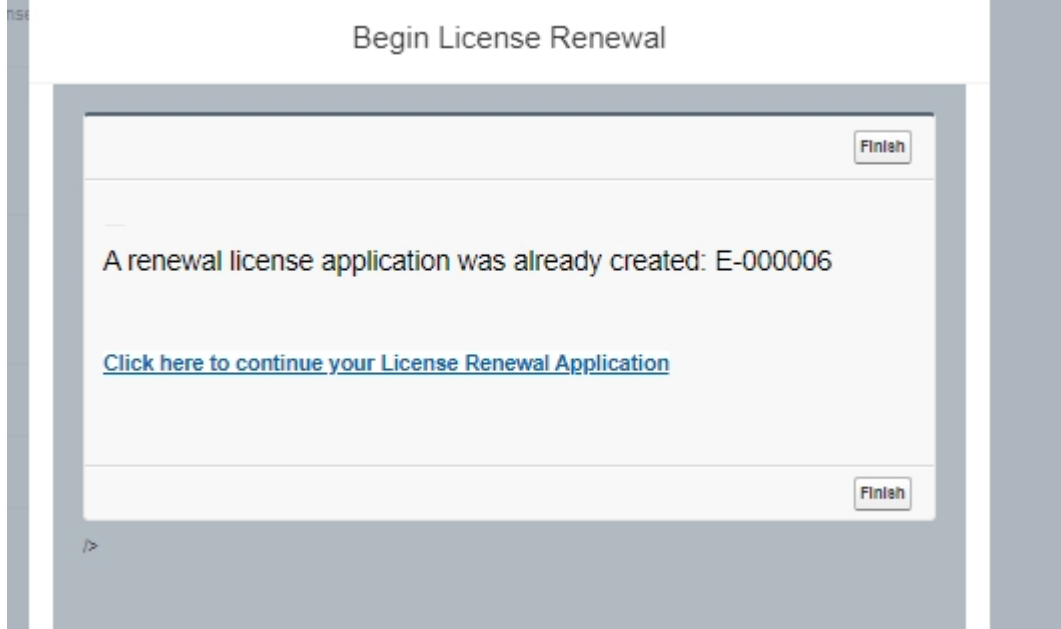 nse
Begin License Renewal
Finish
A renewal license application was already created: E-000006
Click here to continue your License Renewal Application
Finish
/>